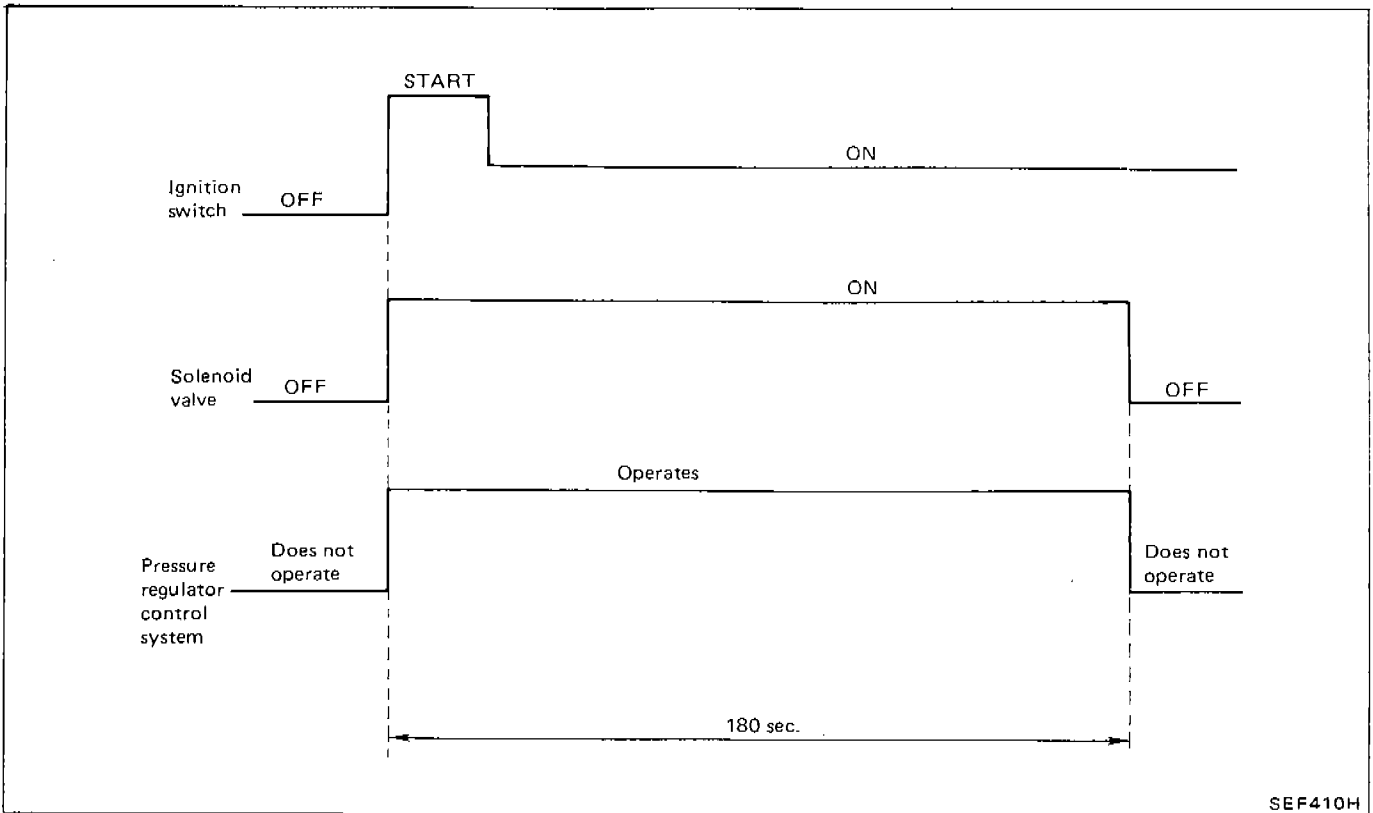 START
ON
Ignition
switch
OFF
ON
Solenoid
valve
OFF
OFF
Operates
Does not
operate
Does not
operate
Pressure
regulator
control
system
180 sec.
SEF410H